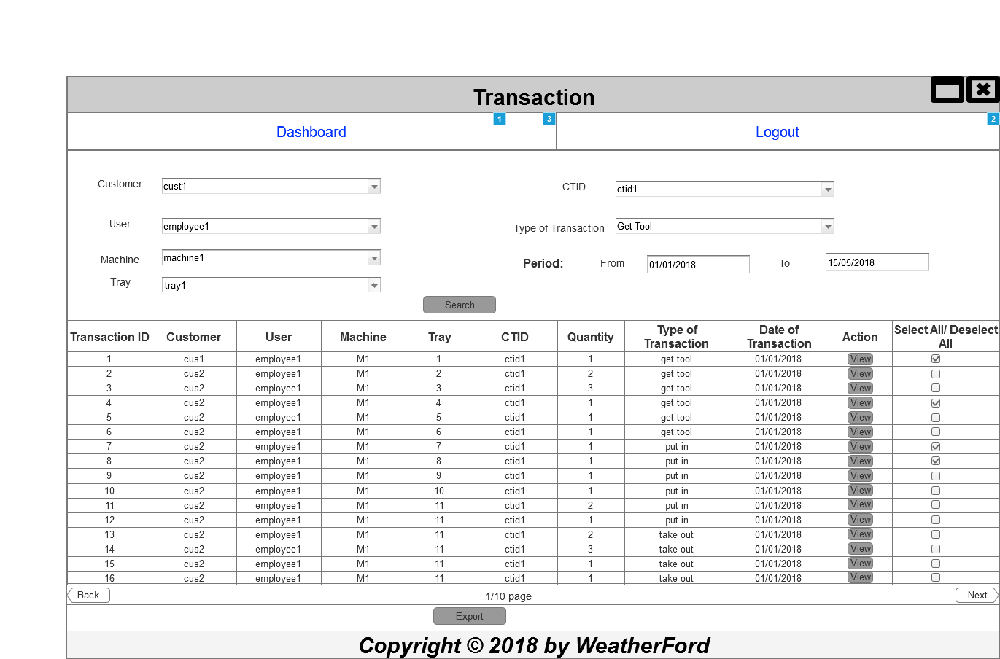 Transaction
1 3 2
Dashboard Logout
Customer cust1 CTID ctid1
User employee1 Type of Transaction Get Tool
Machine machine1 Period: From 01/01/2018 To 15/05/2018
Tray tray1
Search
Transaction ID Customer User Machine Tray CTID Quantity Type of Transaction Date of Transaction Action Select All/ Deselect All
1 cus1 employee1 M1 1 ctid1 1 get tool 01/01/2018 View
2 cus2 employee1 M1 2 ctid1 2 get tool 01/01/2018 View
3 cus2 employee1 M1 3 ctid1 3 get tool 01/01/2018 View
4 cus2 employee1 M1 4 ctid1 1 get tool 01/01/2018 View
5 cus2 employee1 M1 5 ctid1 1 get tool 01/01/2018 View
6 cus2 employee1 M1 6 ctid1 1 get tool 01/01/2018 View
7 cus2 employee1 M1 7 ctid1 1 put in 01/01/2018 View
8 cus2 employee1 M1 8 ctid1 1 put in 01/01/2018 View
9 cus2 employee1 M1 9 ctid1 1 put in 01/01/2018 View
10 cus2 employee1 M1 10 ctid1 1 put in 01/01/2018 View
11 cus2 employee1 M1 11 ctid1 2 put in 01/01/2018 View
12 cus2 employee1 M1 11 ctid1 1 put in 01/01/2018 View
13 cus2 employee1 M1 11 ctid1 2 take out 01/01/2018 View
14 cus2 employee1 M1 11 ctid1 3 take out 01/01/2018 View
15 cus2 employee1 M1 11 ctid1 1 take out 01/01/2018 View
16 cus2 employee1 M1 11 ctid1 1 take out 01/01/2018 View
Back 1/10 page Next
Export
Copyright © 2018 by WeatherFord